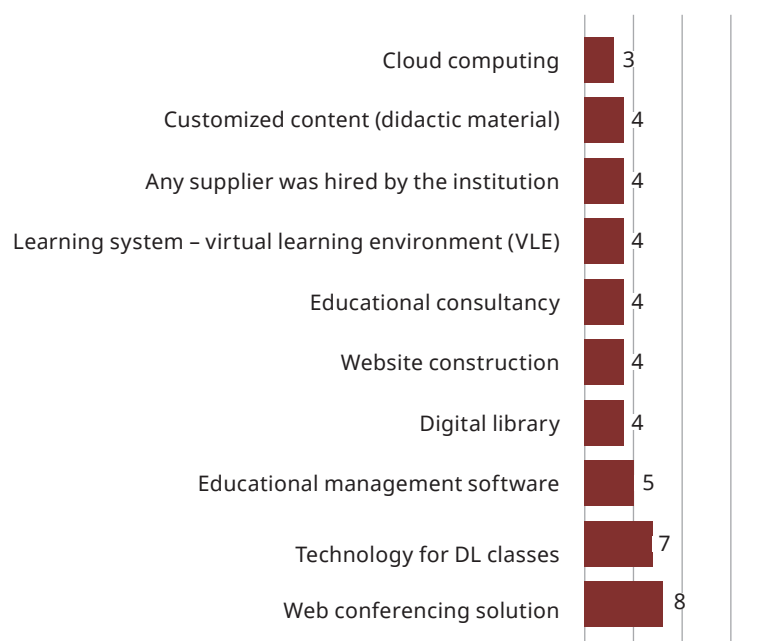 Cloud computing 3
Customized content (didactic material) 4
Any supplier was hired by the institution 4
Learning system – virtual learning environment (VLE) 4
Educational consultancy 4
Website construction 4
Digital library 4
Educational management software 5
Technology for DL classes 7
Web conferencing solution 8